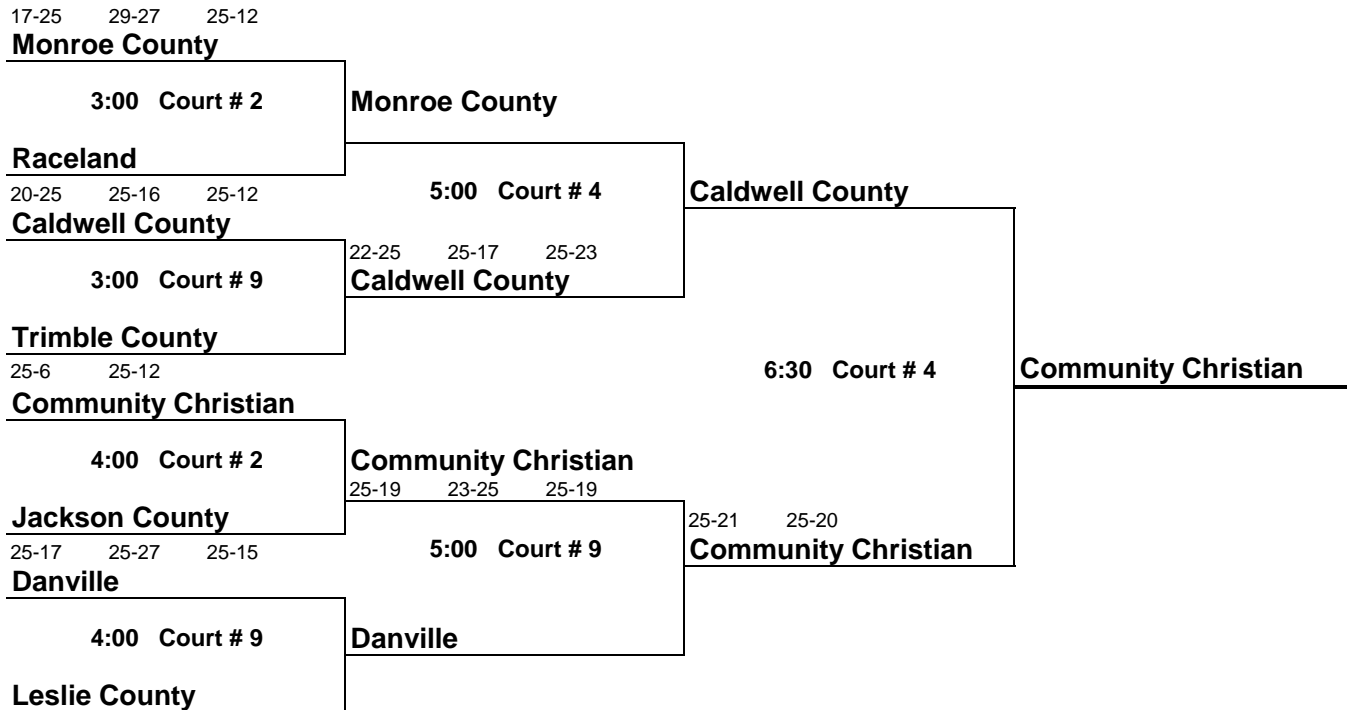 17-25 29-27 25-12
Monroe County
3:00 Court # 2
Monroe County
Raceland
20-25 25-16 25-12
5:00 Court # 4
Caldwell County
Caldwell County
22-25 25-17 25-23
3:00 Court # 9
Caldwell County
Trimble County
25-6 25-12
6:30 Court # 4
Community Christian
Community Christian
4:00 Court # 2
Community Christian
25-19 23-25 25-19
Jackson County
25-21 25-20
25-17 25-27 25-15
5:00 Court # 9
Community Christian
Danville
4:00 Court # 9
Danville
Leslie County